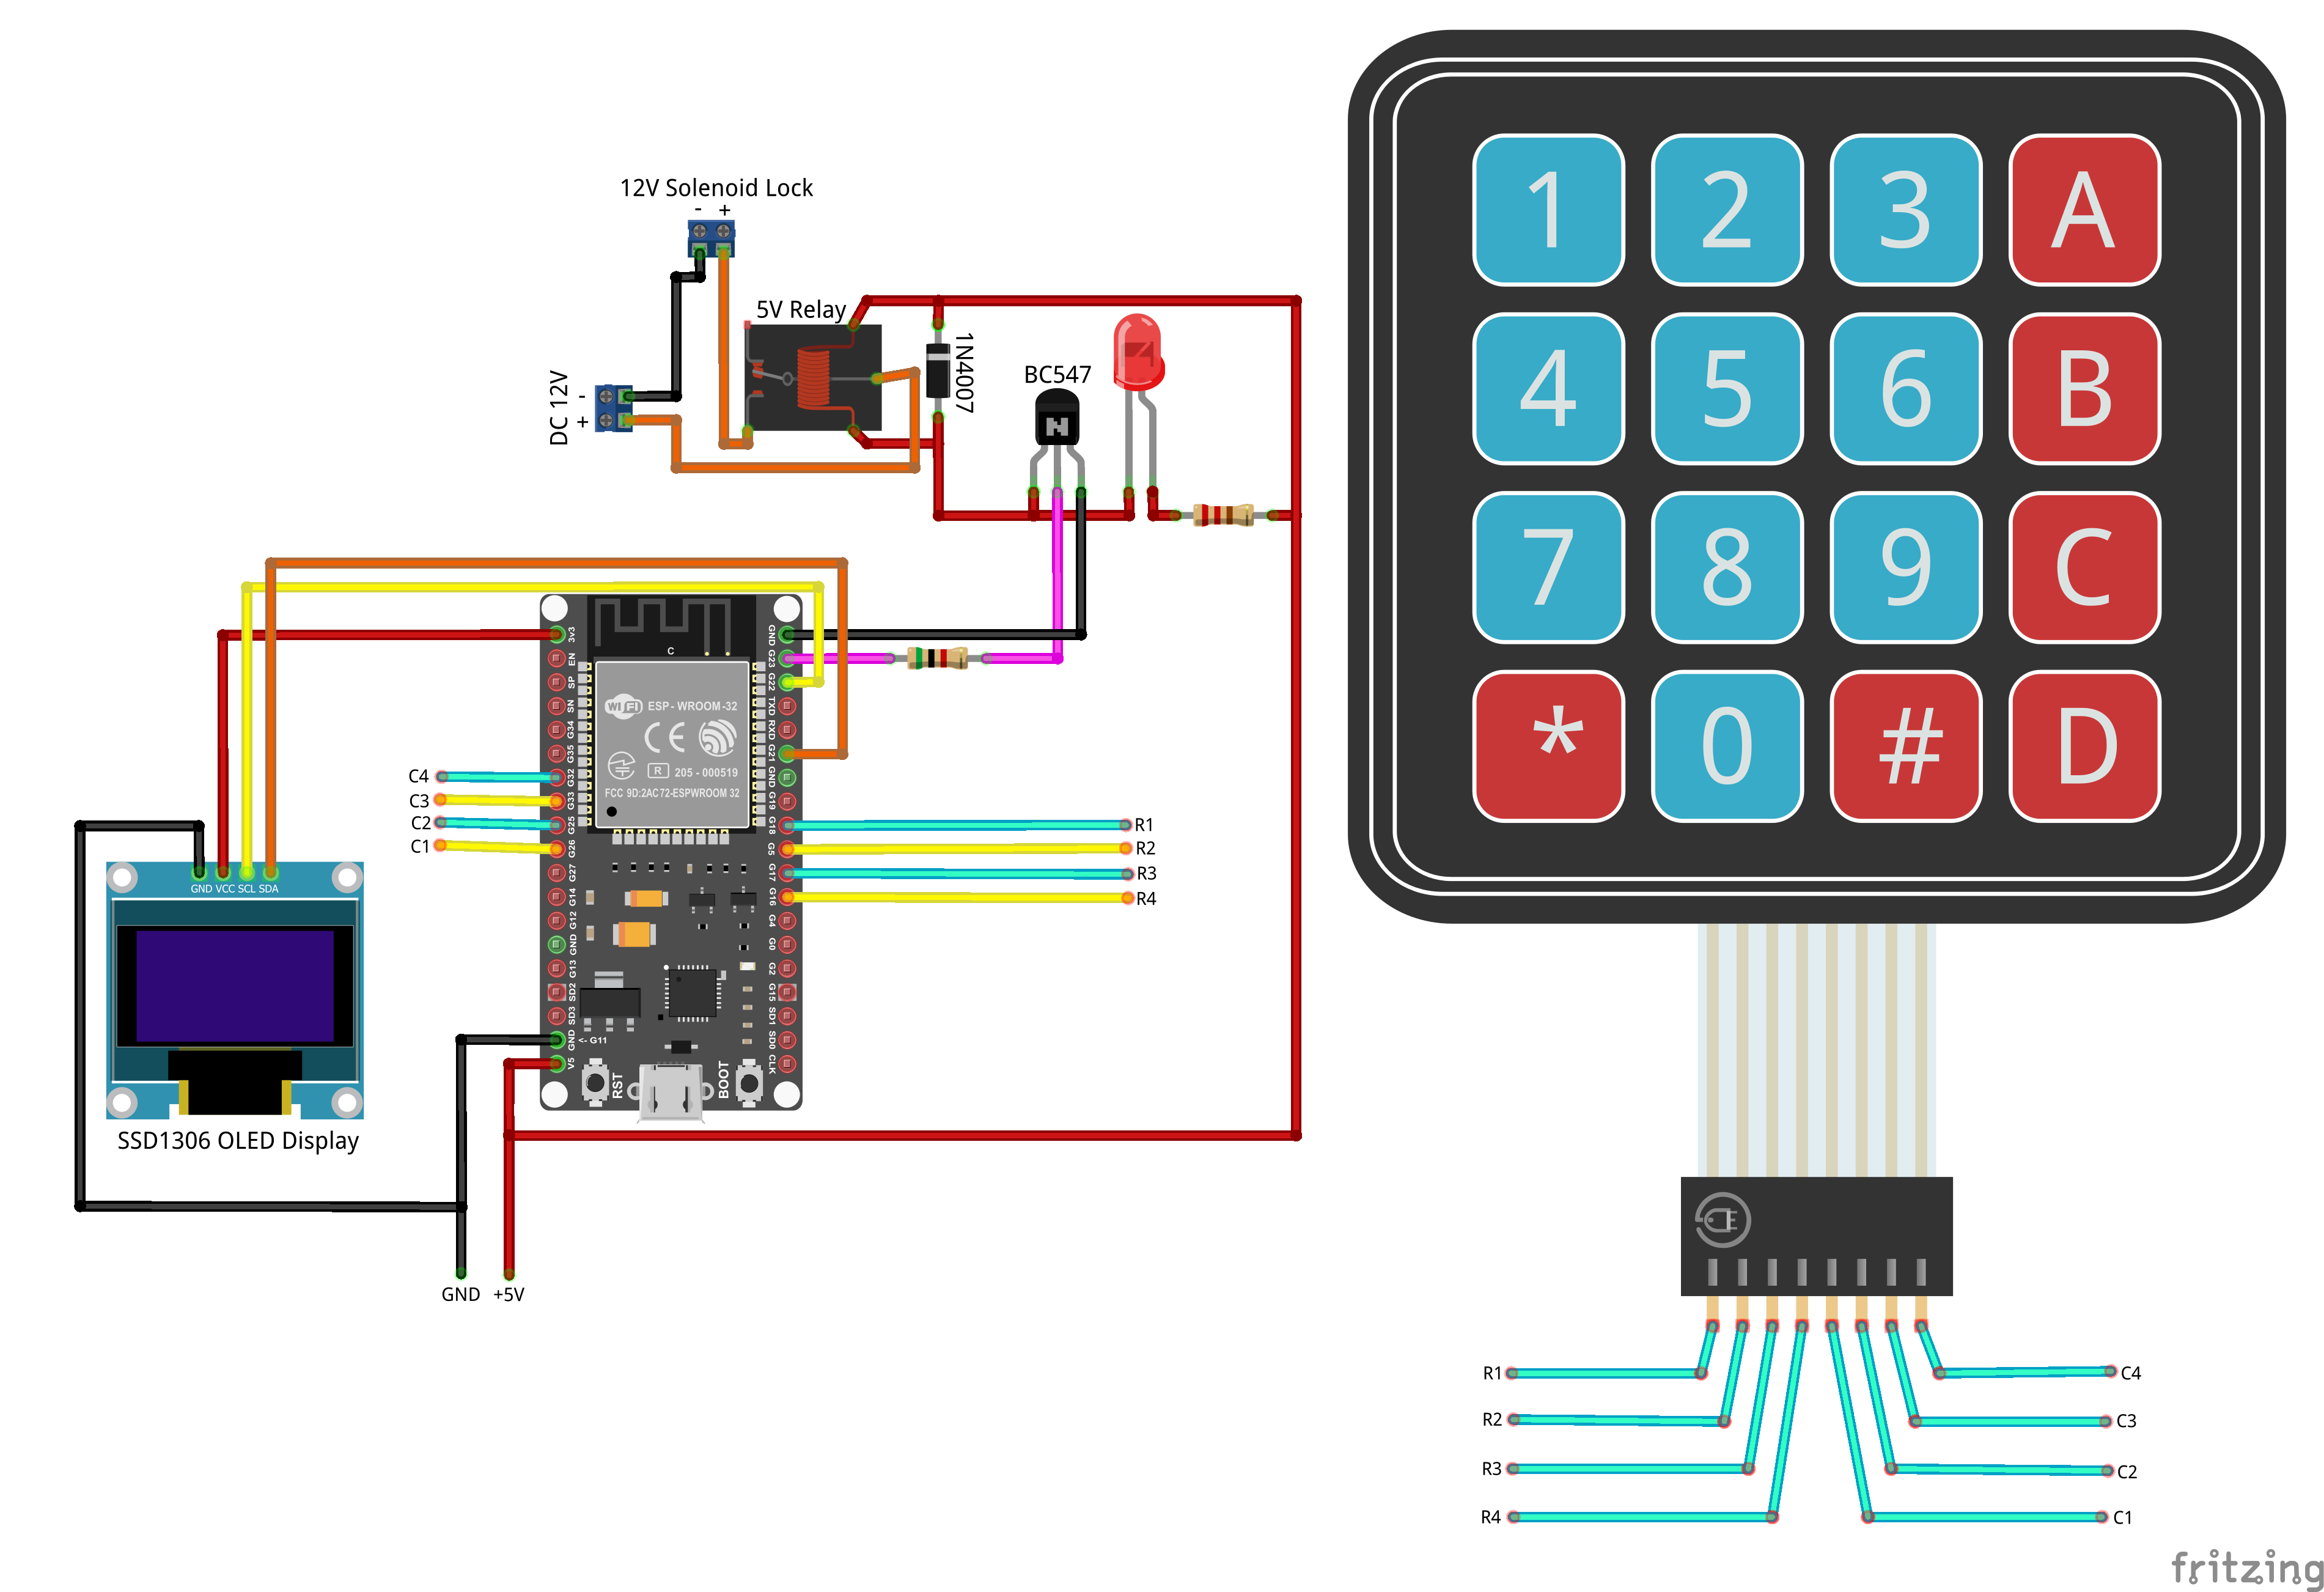 12V Solenoid Lock
- +
5V Relay
1N4007
BC547
DC 12V
-
+
1 2 3 A
4 5 6 B
7 8 9 C
* 0 # D
3V3
EN
SP
SN
G34
G35
G32
G33
G25
G26
G27
G14
G12
GND
G13
SD2
SD3
GND
V5
<- G11
C
WiFi ESP-WROOM-32
CE
R 205-000519
FCC 9D:2AC72-ESPWROOM 32
GND
G23
G22
TXD
RXD
G21
GND
G19
G18
G5
G17
G16
G4
G0
G2
G15
SD1
SD0
CLK
RST
BOOT
C4
C3
C2
C1
R1
R2
R3
R4
GND VCC SCL SDA
SSD1306 OLED Display
GND +5V
R1
R2
R3
R4
C4
C3
C2
C1
fritzing